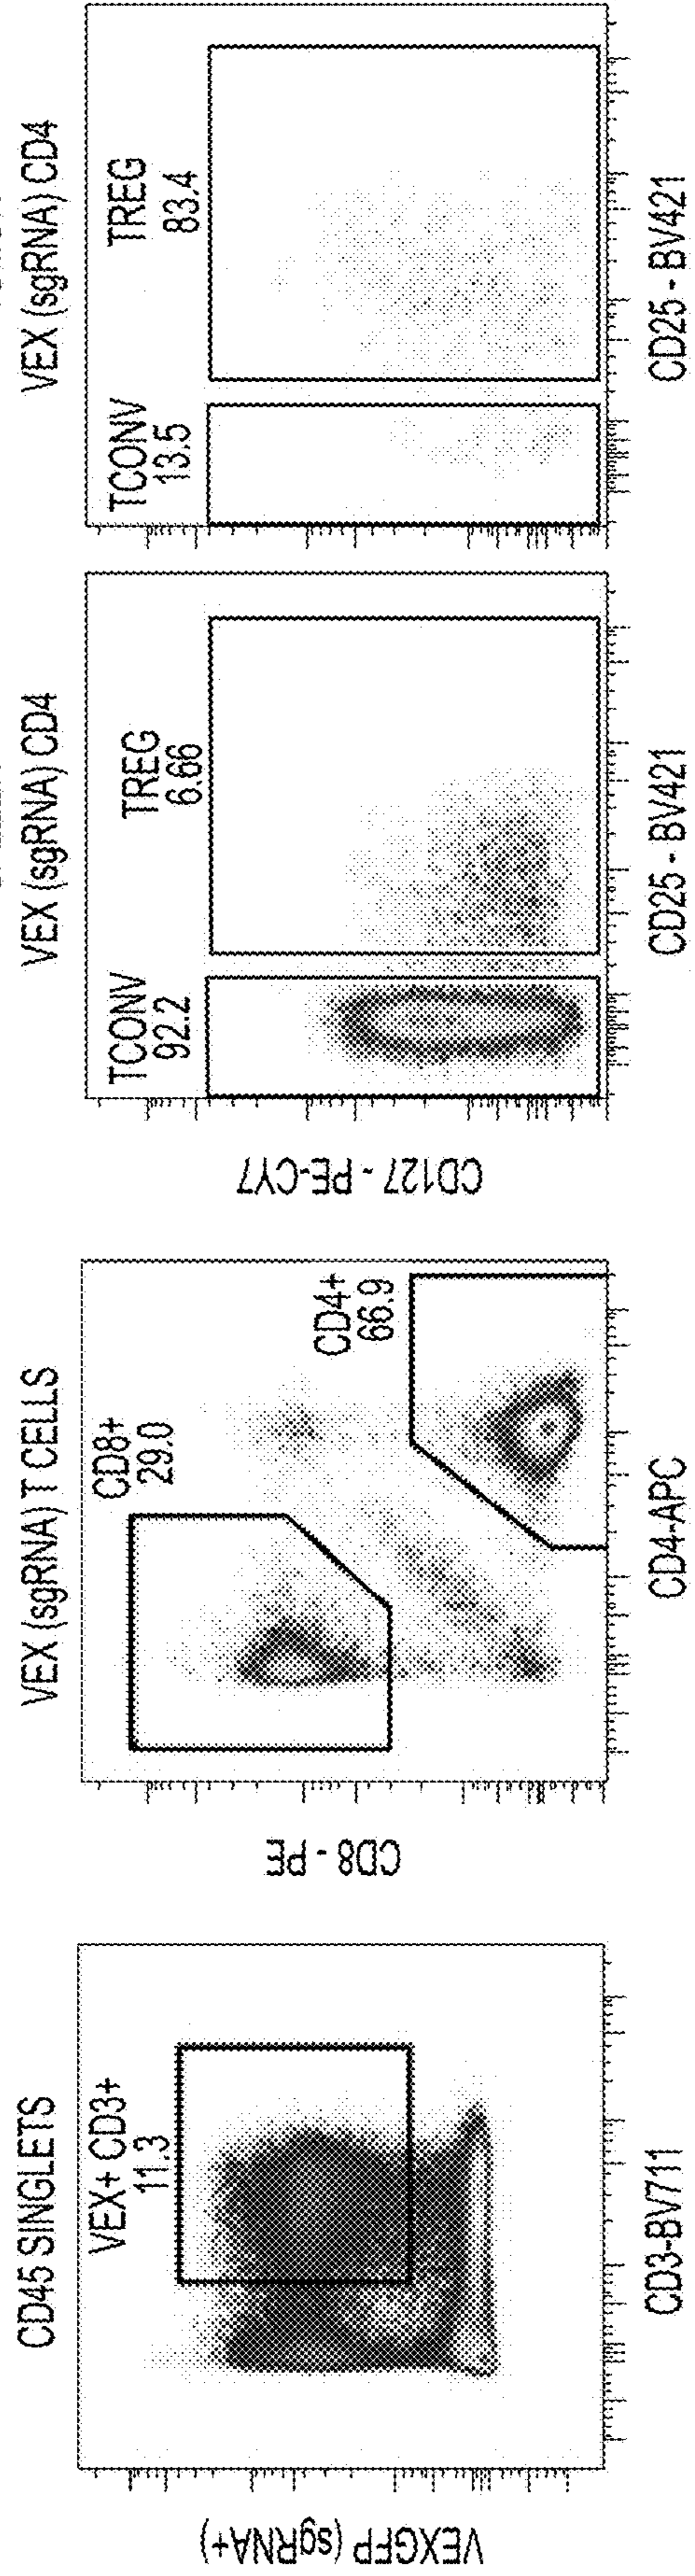 CD45 SINGLETS
VEX+ CD3+
11.3
VEXGFP (sgRNA+)
CD3-BV711
VEX (sgRNA) T CELLS
CD8+
29.0
CD4+
66.9
CD8 - PE
CD4-APC
VEX (sgRNA) CD4
TCONV
92.2
TREG
6.66
CD127 - PE-CY7
CD25 - BV421
VEX (sgRNA) CD4
TCONV
13.5
TREG
83.4
CD25 - BV421